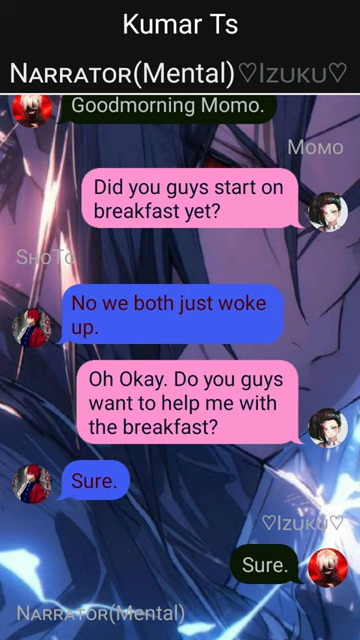 Kumar Ts
Narrator(Mental)♡Izuku♡
Goodmorning Momo.
Momo
Did you guys start on
breakfast yet?
ShoTo
No we both just woke
up.
Oh Okay. Do you guys
want to help me with
the breakfast?
Sure.
♡Izuku♡
Sure.
Narrator(Mental)